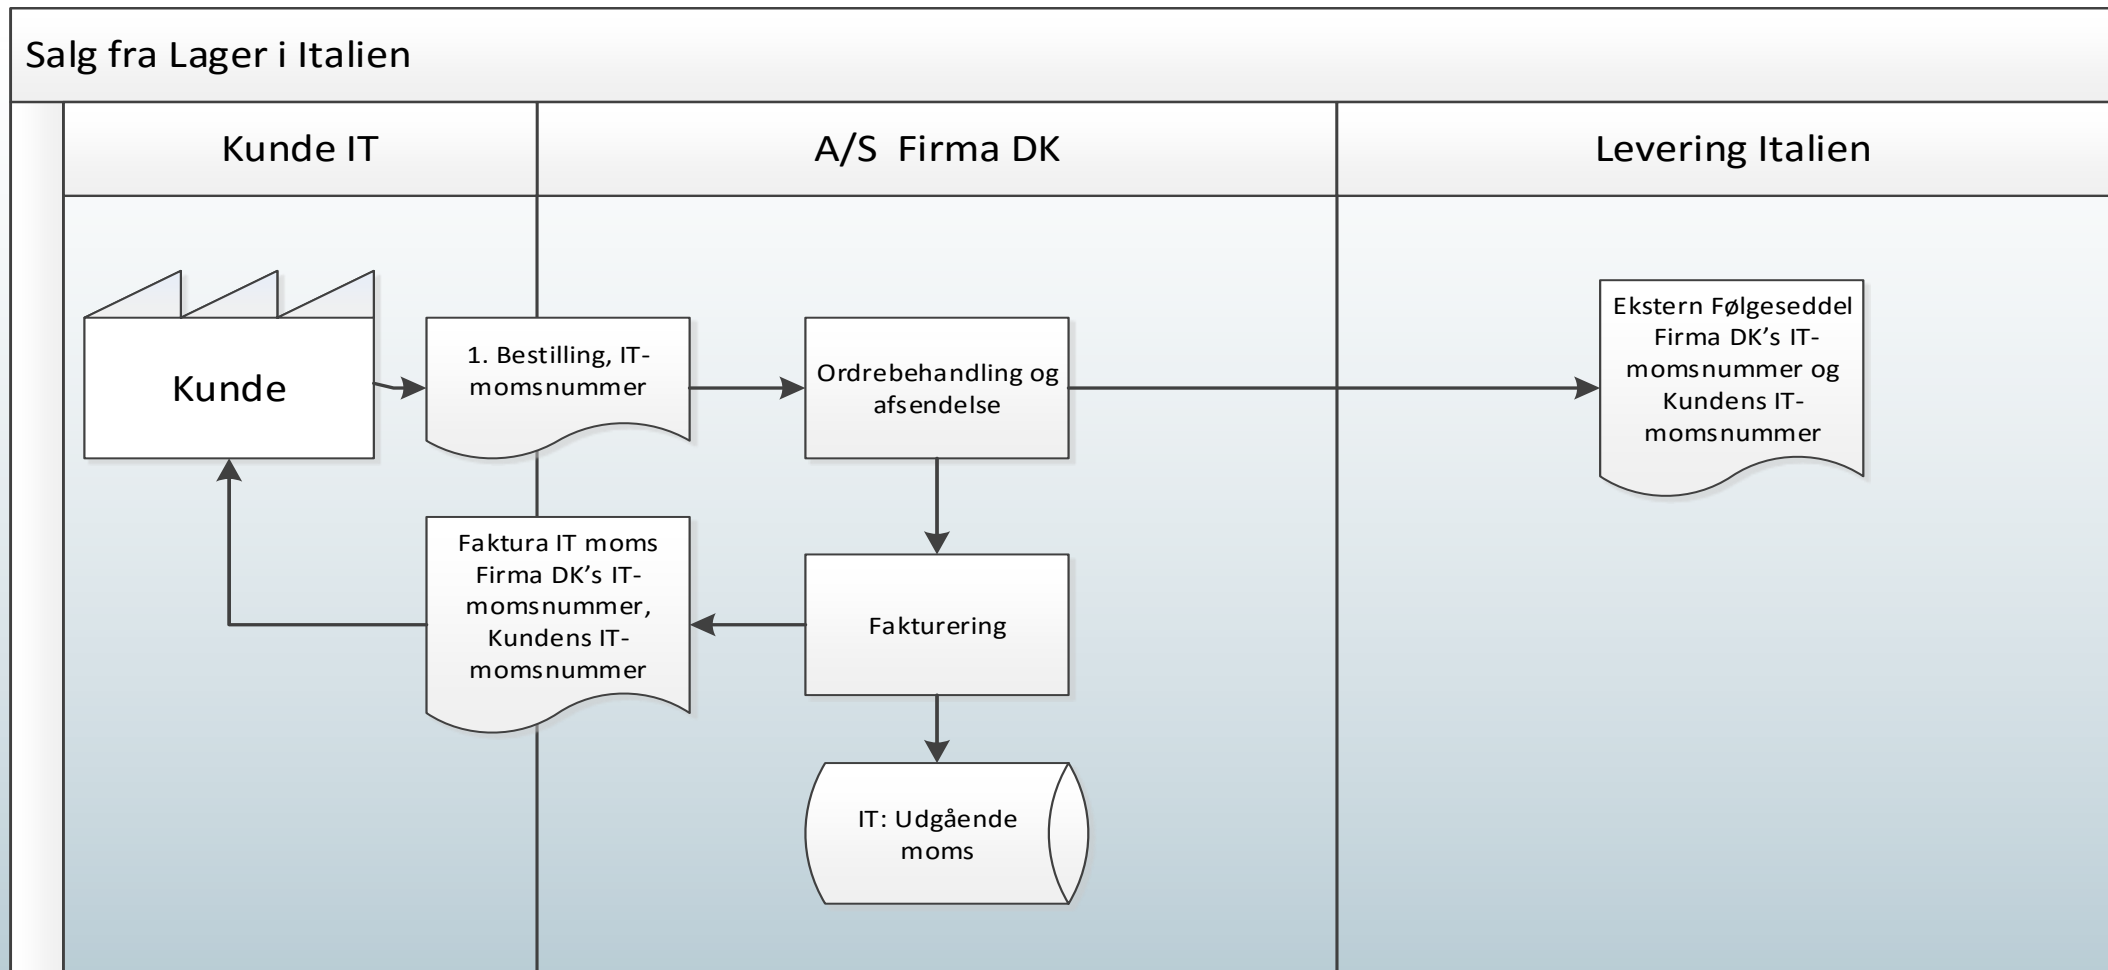 Salg fra Lager i Italien
Kunde IT
A/S  Firma DK
Levering Italien
Kunde
1. Bestilling, IT-
momsnummer
Ordrebehandling og
afsendelse
Ekstern Følgeseddel
Firma DK’s IT-
momsnummer og
Kundens IT-
momsnummer
Faktura IT moms
Firma DK’s IT-
momsnummer,
Kundens IT-
momsnummer
Fakturering
IT: Udgående
moms